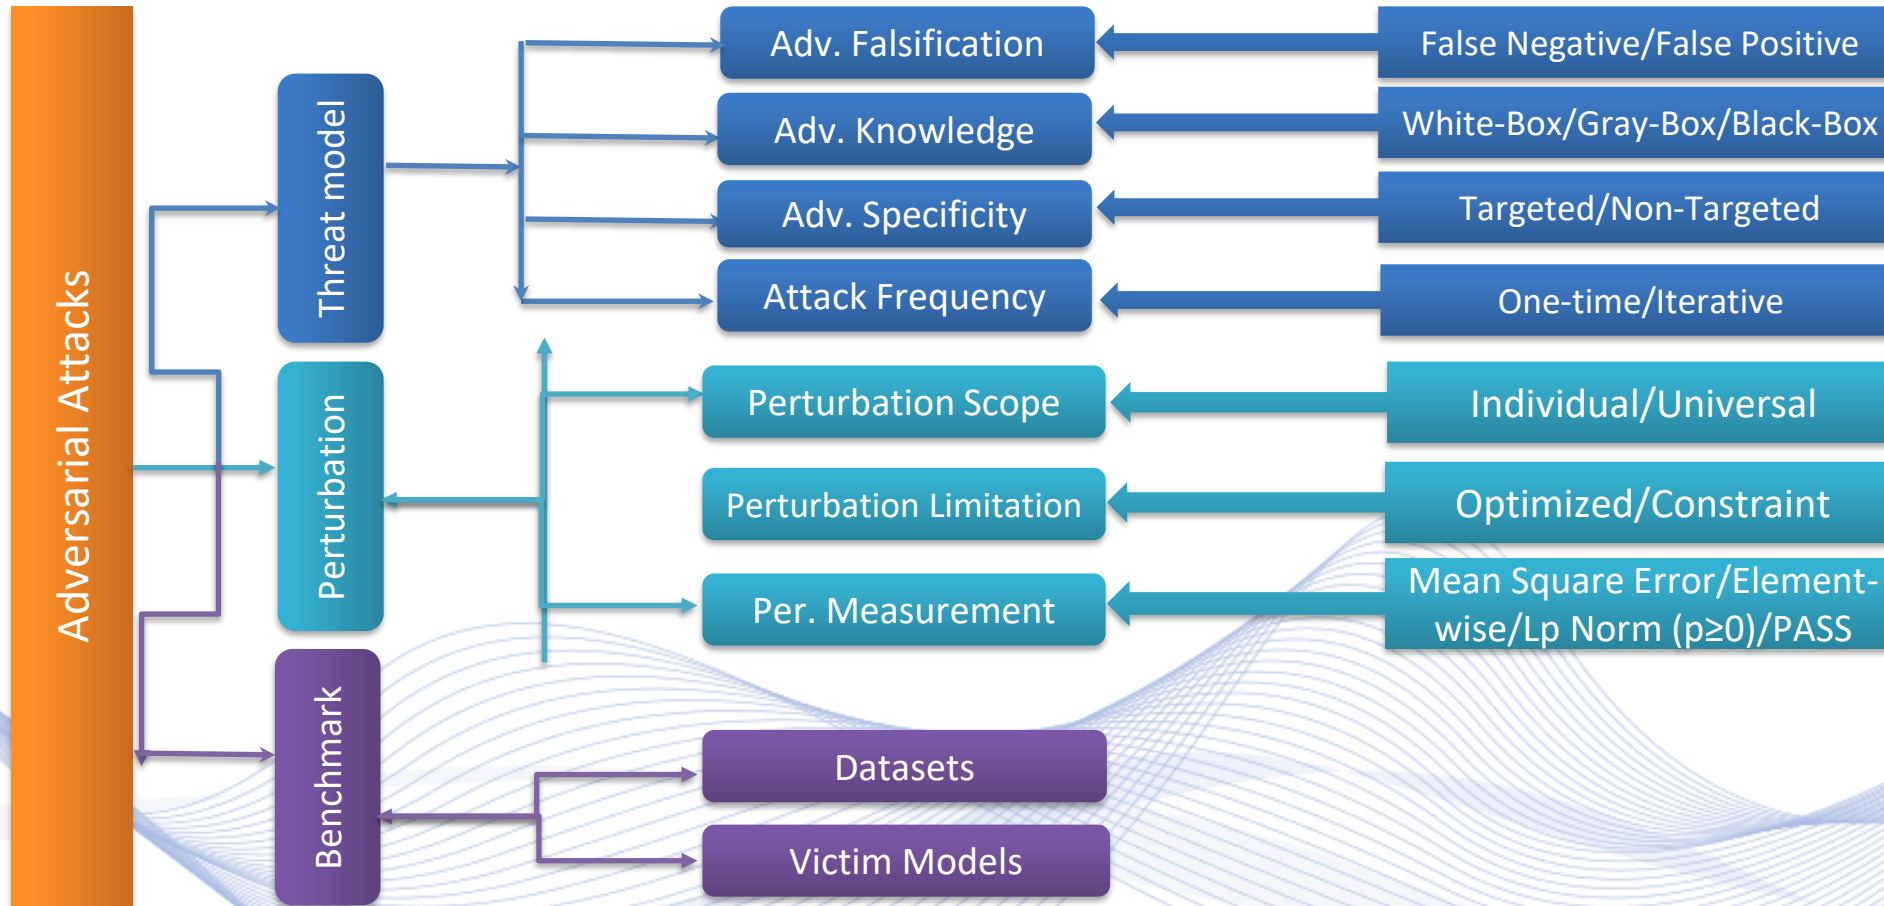 Adversarial Attacks
Threat model
Adv. Falsification
False Negative/False Positive
Adv. Knowledge
White-Box/Gray-Box/Black-Box
Adv. Specificity
Targeted/Non-Targeted
Attack Frequency
One-time/Iterative
Perturbation
Perturbation Scope
Individual/Universal
Perturbation Limitation
Optimized/Constraint
Per. Measurement
Mean Square Error/Element-
wise/Lp Norm (p≥0)/PASS
Benchmark
Datasets
Victim Models